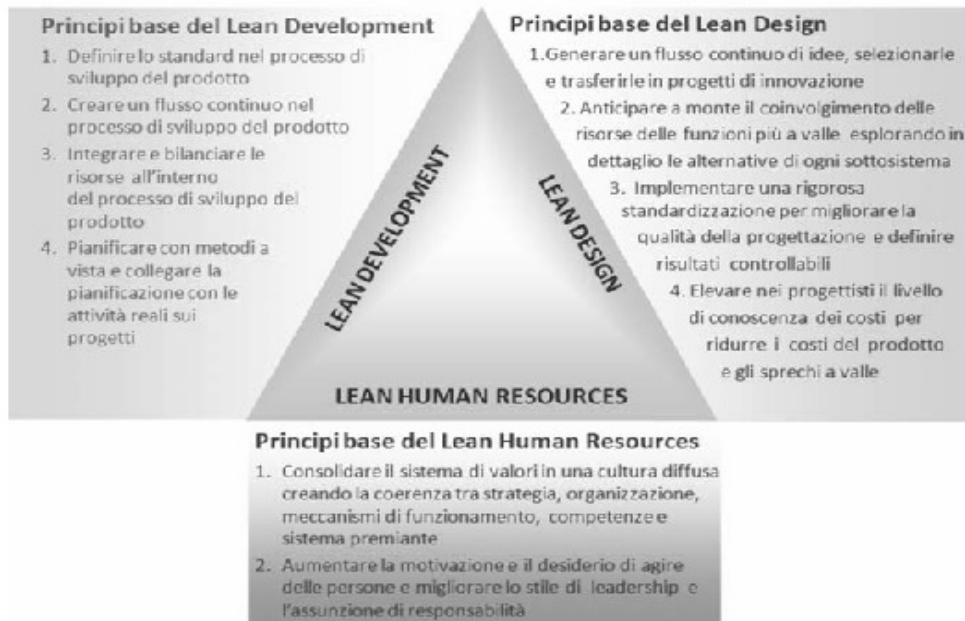 Principi base del Lean Development
1. Definire lo standard nel processo di
sviluppo del prodotto
2. Creare un flusso continuo nel
processo di sviluppo del prodotto
3. Integrare e bilanciare le
risorse all'interno
del processo di sviluppo del
prodotto
4. Pianificare con metodi a
vista e collegare la
pianificazione con le
attività reali sui
progetti
LEAN DEVELOPMENT
LEAN DESIGN
LEAN HUMAN RESOURCES
Principi base del Lean Design
1.Generare un flusso continuo di idee, selezionarle
e trasferirle in progetti di innovazione
2. Anticipare a monte il coinvolgimento delle
risorse delle funzioni più a valle esplorando in
dettaglio le alternative di ogni sottosistema
3. Implementare una rigorosa
standardizzazione per migliorare la
qualità della progettazione e definire
risultati controllabili
4. Elevare nei progettisti il livello
di conoscenza dei costi per
ridurre i costi del prodotto
e gli sprechi a valle
Principi base del Lean Human Resources
1. Consolidare il sistema di valori in una cultura diffusa
creando la coerenza tra strategia, organizzazione,
meccanismi di funzionamento, competenze e
sistema premiante
2. Aumentare la motivazione e il desiderio di agire
delle persone e migliorare lo stile di leadership e
l'assunzione di responsabilità